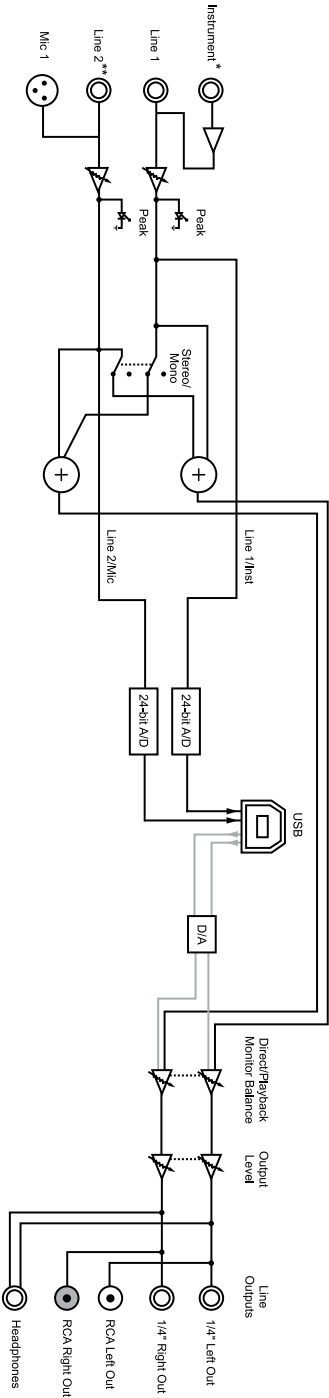 Instrument *
Line 1
Line 2**
Mic 1
Peak
Peak
Stereo/
Mono
Line 1/Inst
Line 2/Mic
24-bit A/D
24-bit A/D
USB
D/A
Direct/Playback
Monitor Balance
Output
Level
Line
Outputs
1/4" Left Out
1/4" Right Out
RCA Left Out
RCA Right Out
Headphones